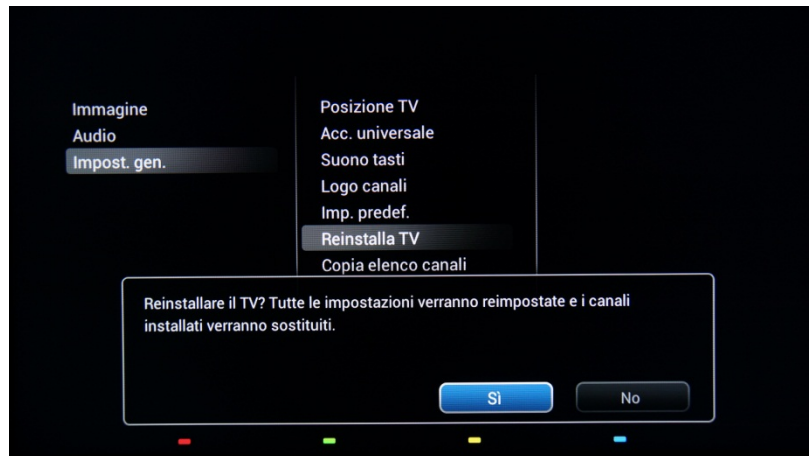 Immagine
Audio
Impost. gen.
Posizione TV
Acc. universale
Suono tasti
Logo canali
Imp. predef.
Reinstalla TV
Copia elenco canali
Reinstallare il TV? Tutte le impostazioni verranno reimpostate e i canali
installati verranno sostituiti.
Sì
No